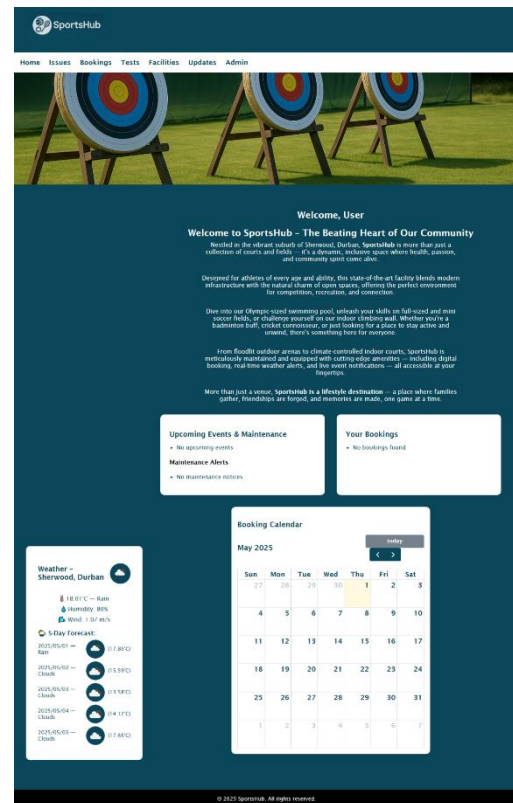 SportsHub
Home Issues Bookings Tests Facilities Updates Admin
Welcome, User
Welcome to SportsHub – The Beating Heart of Our Community
Nestled in the vibrant suburb of Sherwood, Durban, SportsHub is more than just a
collection of courts and fields — it's a dynamic, inclusive space where health, passion,
and community spirit come alive.
Designed for athletes of every age and ability, this state-of-the-art facility blends modern
infrastructure with the natural charm of open spaces, offering the perfect environment
for competition, recreation, and connection.
Dive into our Olympic-sized swimming pool, unleash your skills on full-sized and mini
soccer fields, or challenge yourself on our indoor climbing wall. Whether you're a
badminton buff, cricket connoisseur, or just looking for a place to stay active and
unwind, there's something here for everyone.
From floodlit outdoor arenas to climate-controlled indoor courts, SportsHub is
meticulously maintained and equipped with cutting-edge amenities — including digital
booking, real-time weather alerts, and live event notifications — all accessible at your
fingertips.
More than just a venue, SportsHub is a lifestyle destination — a place where families
gather, friendships are forged, and memories are made, one game at a time.
Upcoming Events & Maintenance
• No upcoming events
Maintenance Alerts
• No maintenance notices
Your Bookings
• No bookings found
Booking Calendar
today
May 2025
Sun Mon Tue Wed Thu Fri Sat
27 28 29 30 1 2 3
4 5 6 7 8 9 10
11 12 13 14 15 16 17
18 19 20 21 22 23 24
25 26 27 28 29 30 31
1 2 3 4 5 6 7
Weather –
Sherwood, Durban
18.01°C — Rain
Humidity:
Wind: 1.07 m/s
5-Day Forecast:
2025/05/01 —
Rain
(17.85°C)
2025/05/02 —
Clouds
(15.59°C)
2025/05/03 —
Clouds
(13.58°C)
2025/05/04 —
Clouds
(14.17°C)
2025/05/05 —
Clouds
© 2025 SportsHub. All rights reserved.